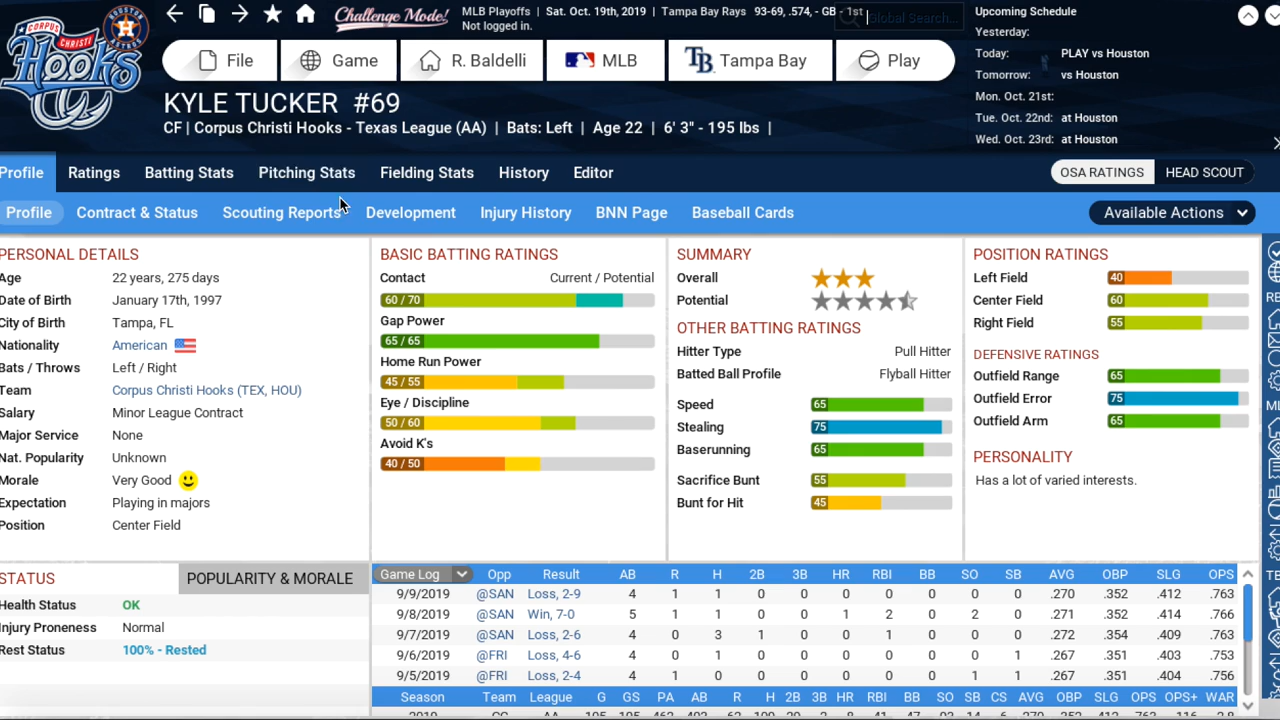 HOUSTON
ASTROS
CORPUS CHRISTI
Hooks
Challenge Mode!
MLB Playoffs | Sat. Oct. 19th, 2019 | Tampa Bay Rays 93-69, .574, - GB - 1st
Not logged in.
Global Search...
Upcoming Schedule
Yesterday:
Today: PLAY vs Houston
Tomorrow: vs Houston
Mon. Oct. 21st:
Tue. Oct. 22nd: at Houston
Wed. Oct. 23rd: at Houston
File
Game
R. Baldelli
MLB
TB Tampa Bay
Play
KYLE TUCKER #69
CF | Corpus Christi Hooks - Texas League (AA) | Bats: Left | Age 22 | 6' 3" - 195 lbs |
Profile Ratings Batting Stats Pitching Stats Fielding Stats History Editor
OSA RATINGS HEAD SCOUT
Profile Contract & Status Scouting Reports Development Injury History BNN Page Baseball Cards
Available Actions
PERSONAL DETAILS
Age 22 years, 275 days
Date of Birth January 17th, 1997
City of Birth Tampa, FL
Nationality American
Bats / Throws Left / Right
Team Corpus Christi Hooks (TEX, HOU)
Salary Minor League Contract
Major Service None
Nat. Popularity Unknown
Morale Very Good
Expectation Playing in majors
Position Center Field
BASIC BATTING RATINGS
Contact Current / Potential
60 / 70
Gap Power
65 / 65
Home Run Power
45 / 55
Eye / Discipline
50 / 60
Avoid K's
40 / 50
SUMMARY
Overall
Potential
OTHER BATTING RATINGS
Hitter Type Pull Hitter
Batted Ball Profile Flyball Hitter
Speed 65
Stealing 75
Baserunning 65
Sacrifice Bunt 55
Bunt for Hit 45
POSITION RATINGS
Left Field 40
Center Field 60
Right Field 55
DEFENSIVE RATINGS
Outfield Range 65
Outfield Error 75
Outfield Arm 65
PERSONALITY
Has a lot of varied interests.
STATUS POPULARITY & MORALE
Health Status OK
Injury Proneness Normal
Rest Status 100% - Rested
Game Log Opp Result AB R H 2B 3B HR RBI BB SO SB AVG OBP SLG OPS
9/9/2019 @SAN Loss, 2-9 4 1 1 0 0 0 0 0 0 0 .270 .352 .412 .763
9/8/2019 @SAN Win, 7-0 5 1 1 0 0 1 2 0 2 0 .271 .352 .414 .766
9/7/2019 @SAN Loss, 2-6 4 0 3 1 0 0 1 0 0 0 .272 .354 .409 .763
9/6/2019 @FRI Loss, 4-6 4 0 1 0 0 0 0 0 0 1 .267 .351 .403 .753
9/5/2019 @FRI Loss, 2-4 4 1 0 0 0 0 0 0 1 1 .267 .351 .404 .756
Season Team League G GS PA AB R H 2B 3B HR RBI BB SO SB CS AVG OBP SLG OPS OPS+ WAR